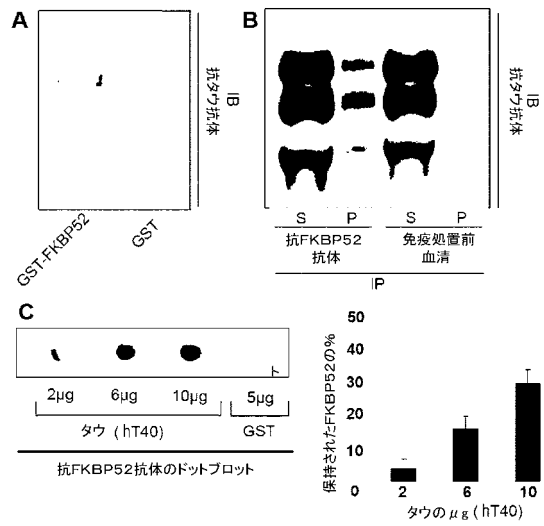 A
IB
抗タウ抗体
GST-FKBP52
GST
B
IB
抗タウ抗体
S P S P
抗FKBP52
抗体
免疫処置前
血清
IP
C
2μg 6μg 10μg 5μg
タウ (hT40)
GST
抗FKBP52抗体のドットブロット
保持されたFKBP52の%
50
40
30
20
10
0
2 6 10
タウのμg (hT40)